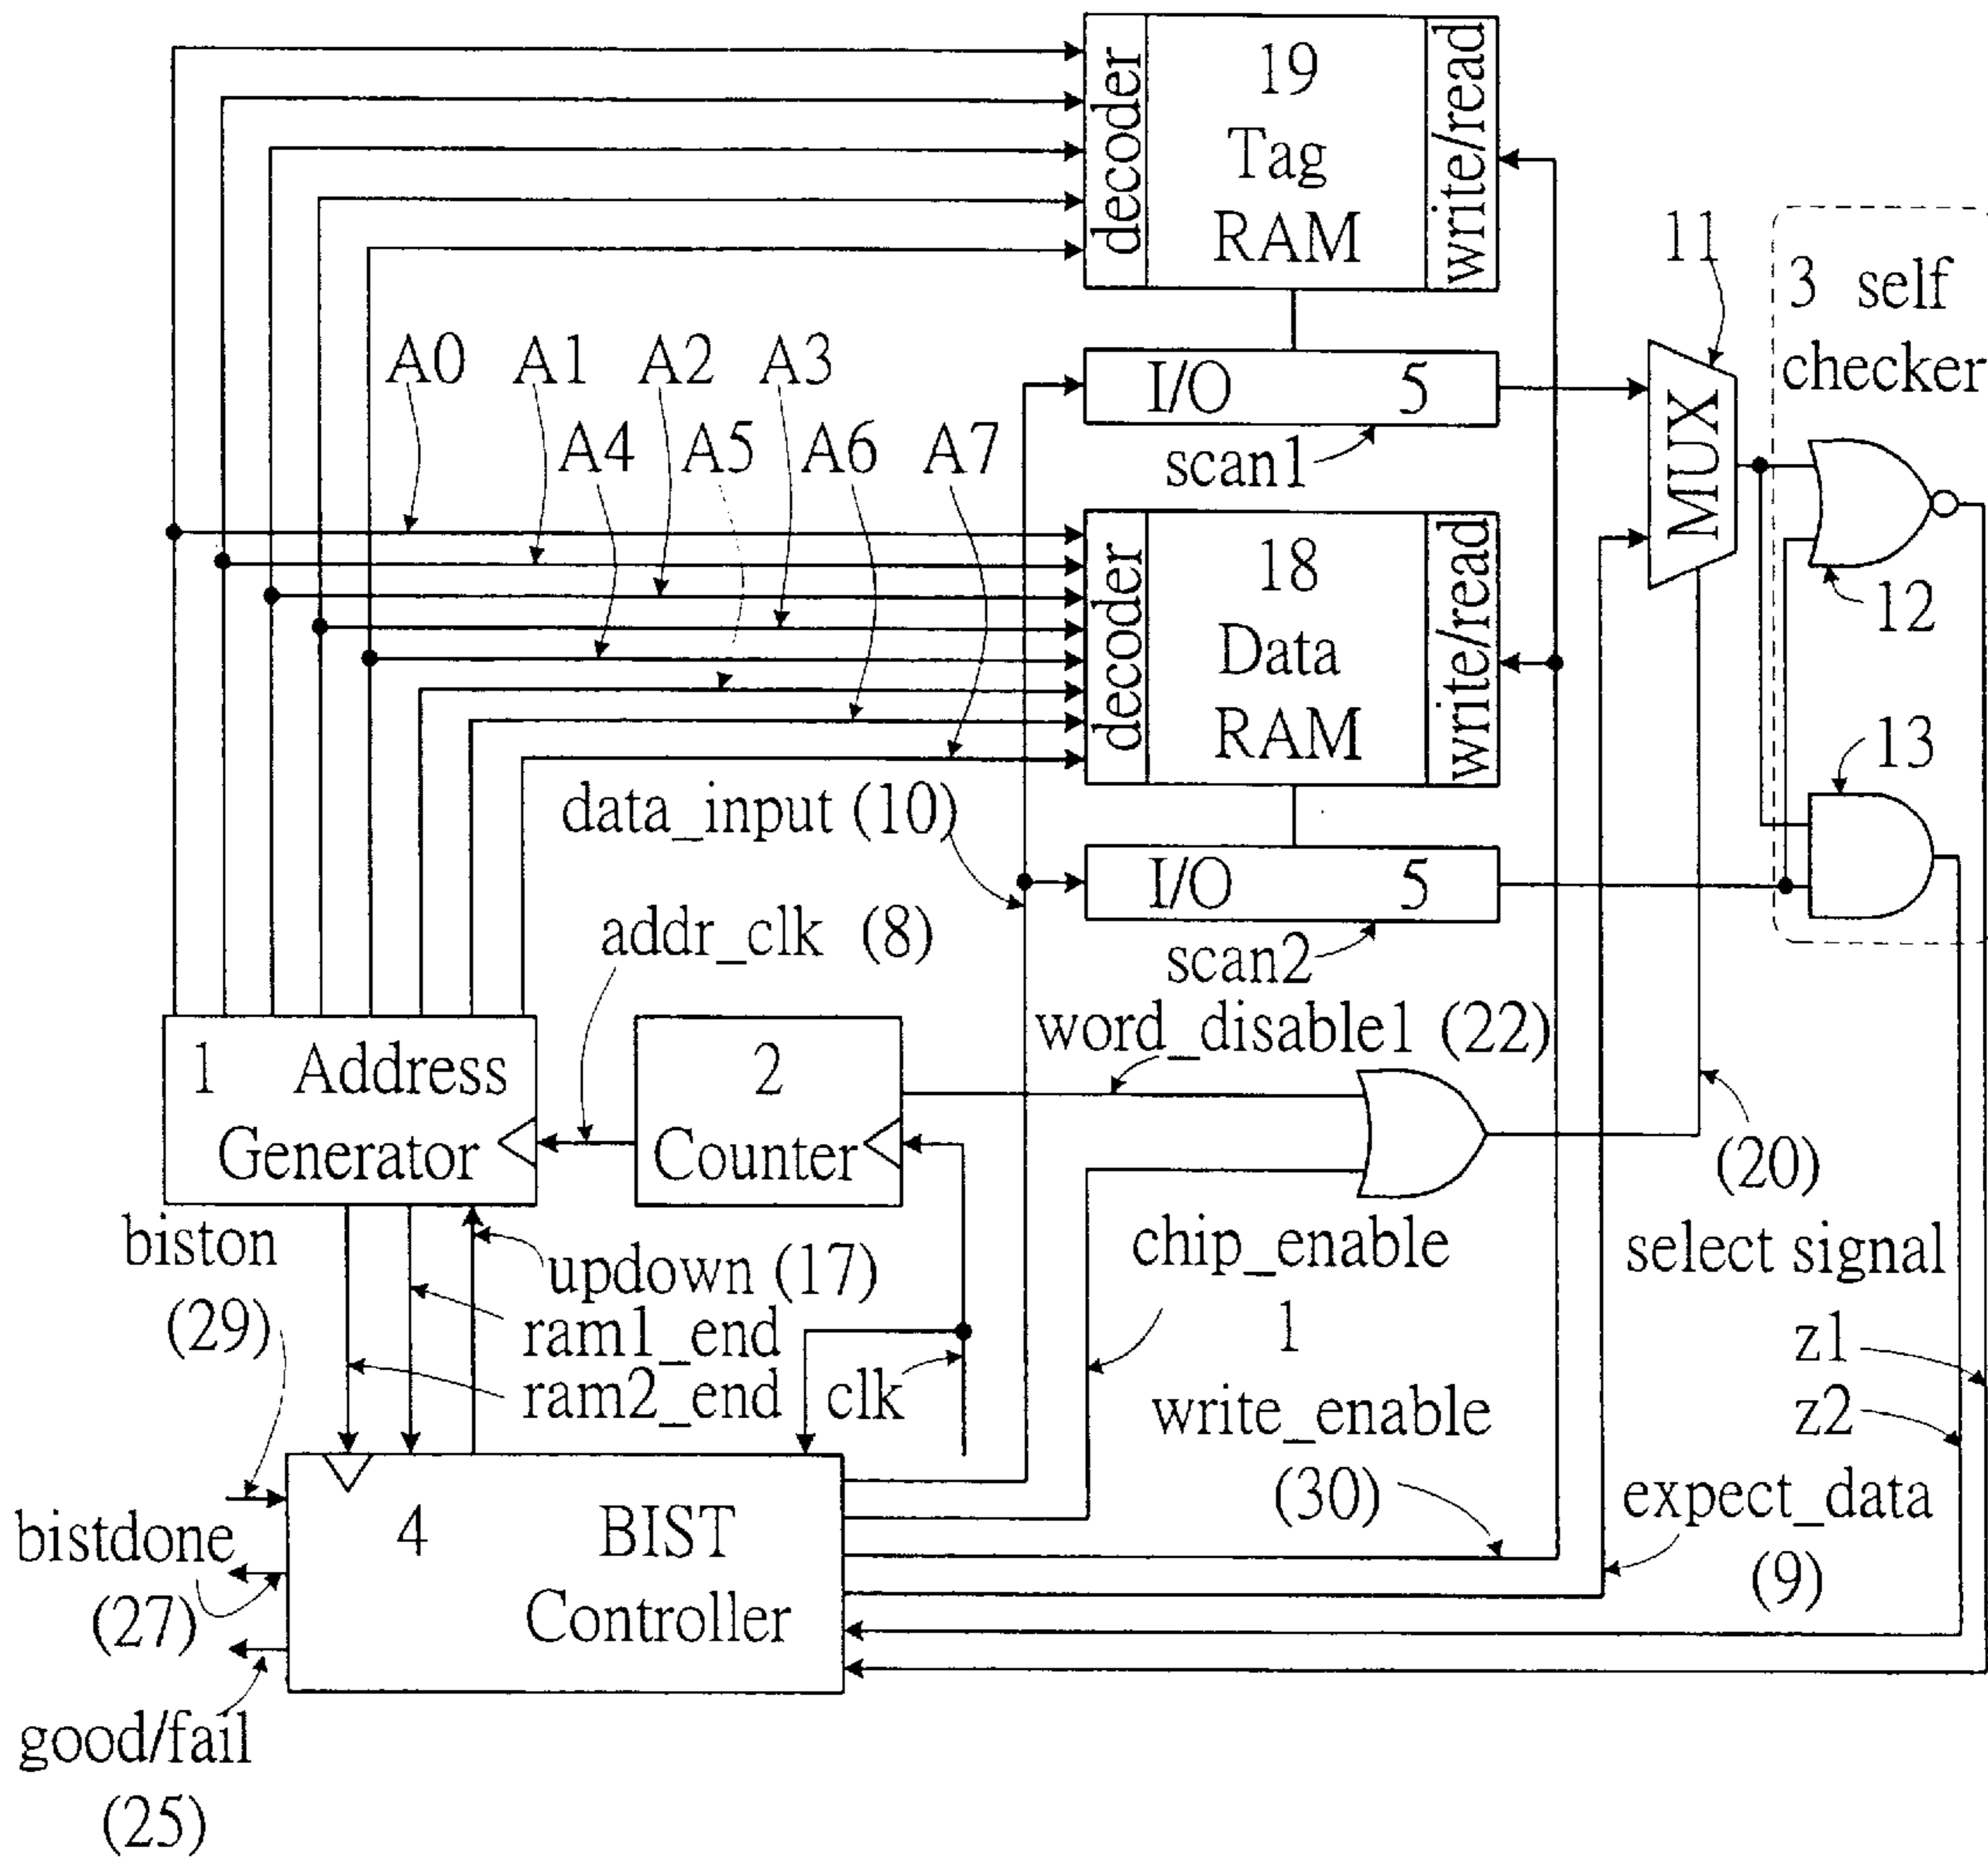 decoder
19
Tag
RAM
write/read
11
3 self
checker
A0 A1 A2 A3
A4 A5 A6 A7
I/O 5
scan1
MUX
12
decoder
18
Data
RAM
write/read
13
data_input (10)
I/O 5
scan2
addr_clk (8)
word_disable1 (22)
1 Address
Generator
2
Counter
(20)
select signal
biston
(29)
updown (17)
ram1_end
ram2_end
clk
chip_enable
1
z1
z2
write_enable
(30)
expect_data
(9)
bistdone
(27)
4 BIST
Controller
good/fail
(25)